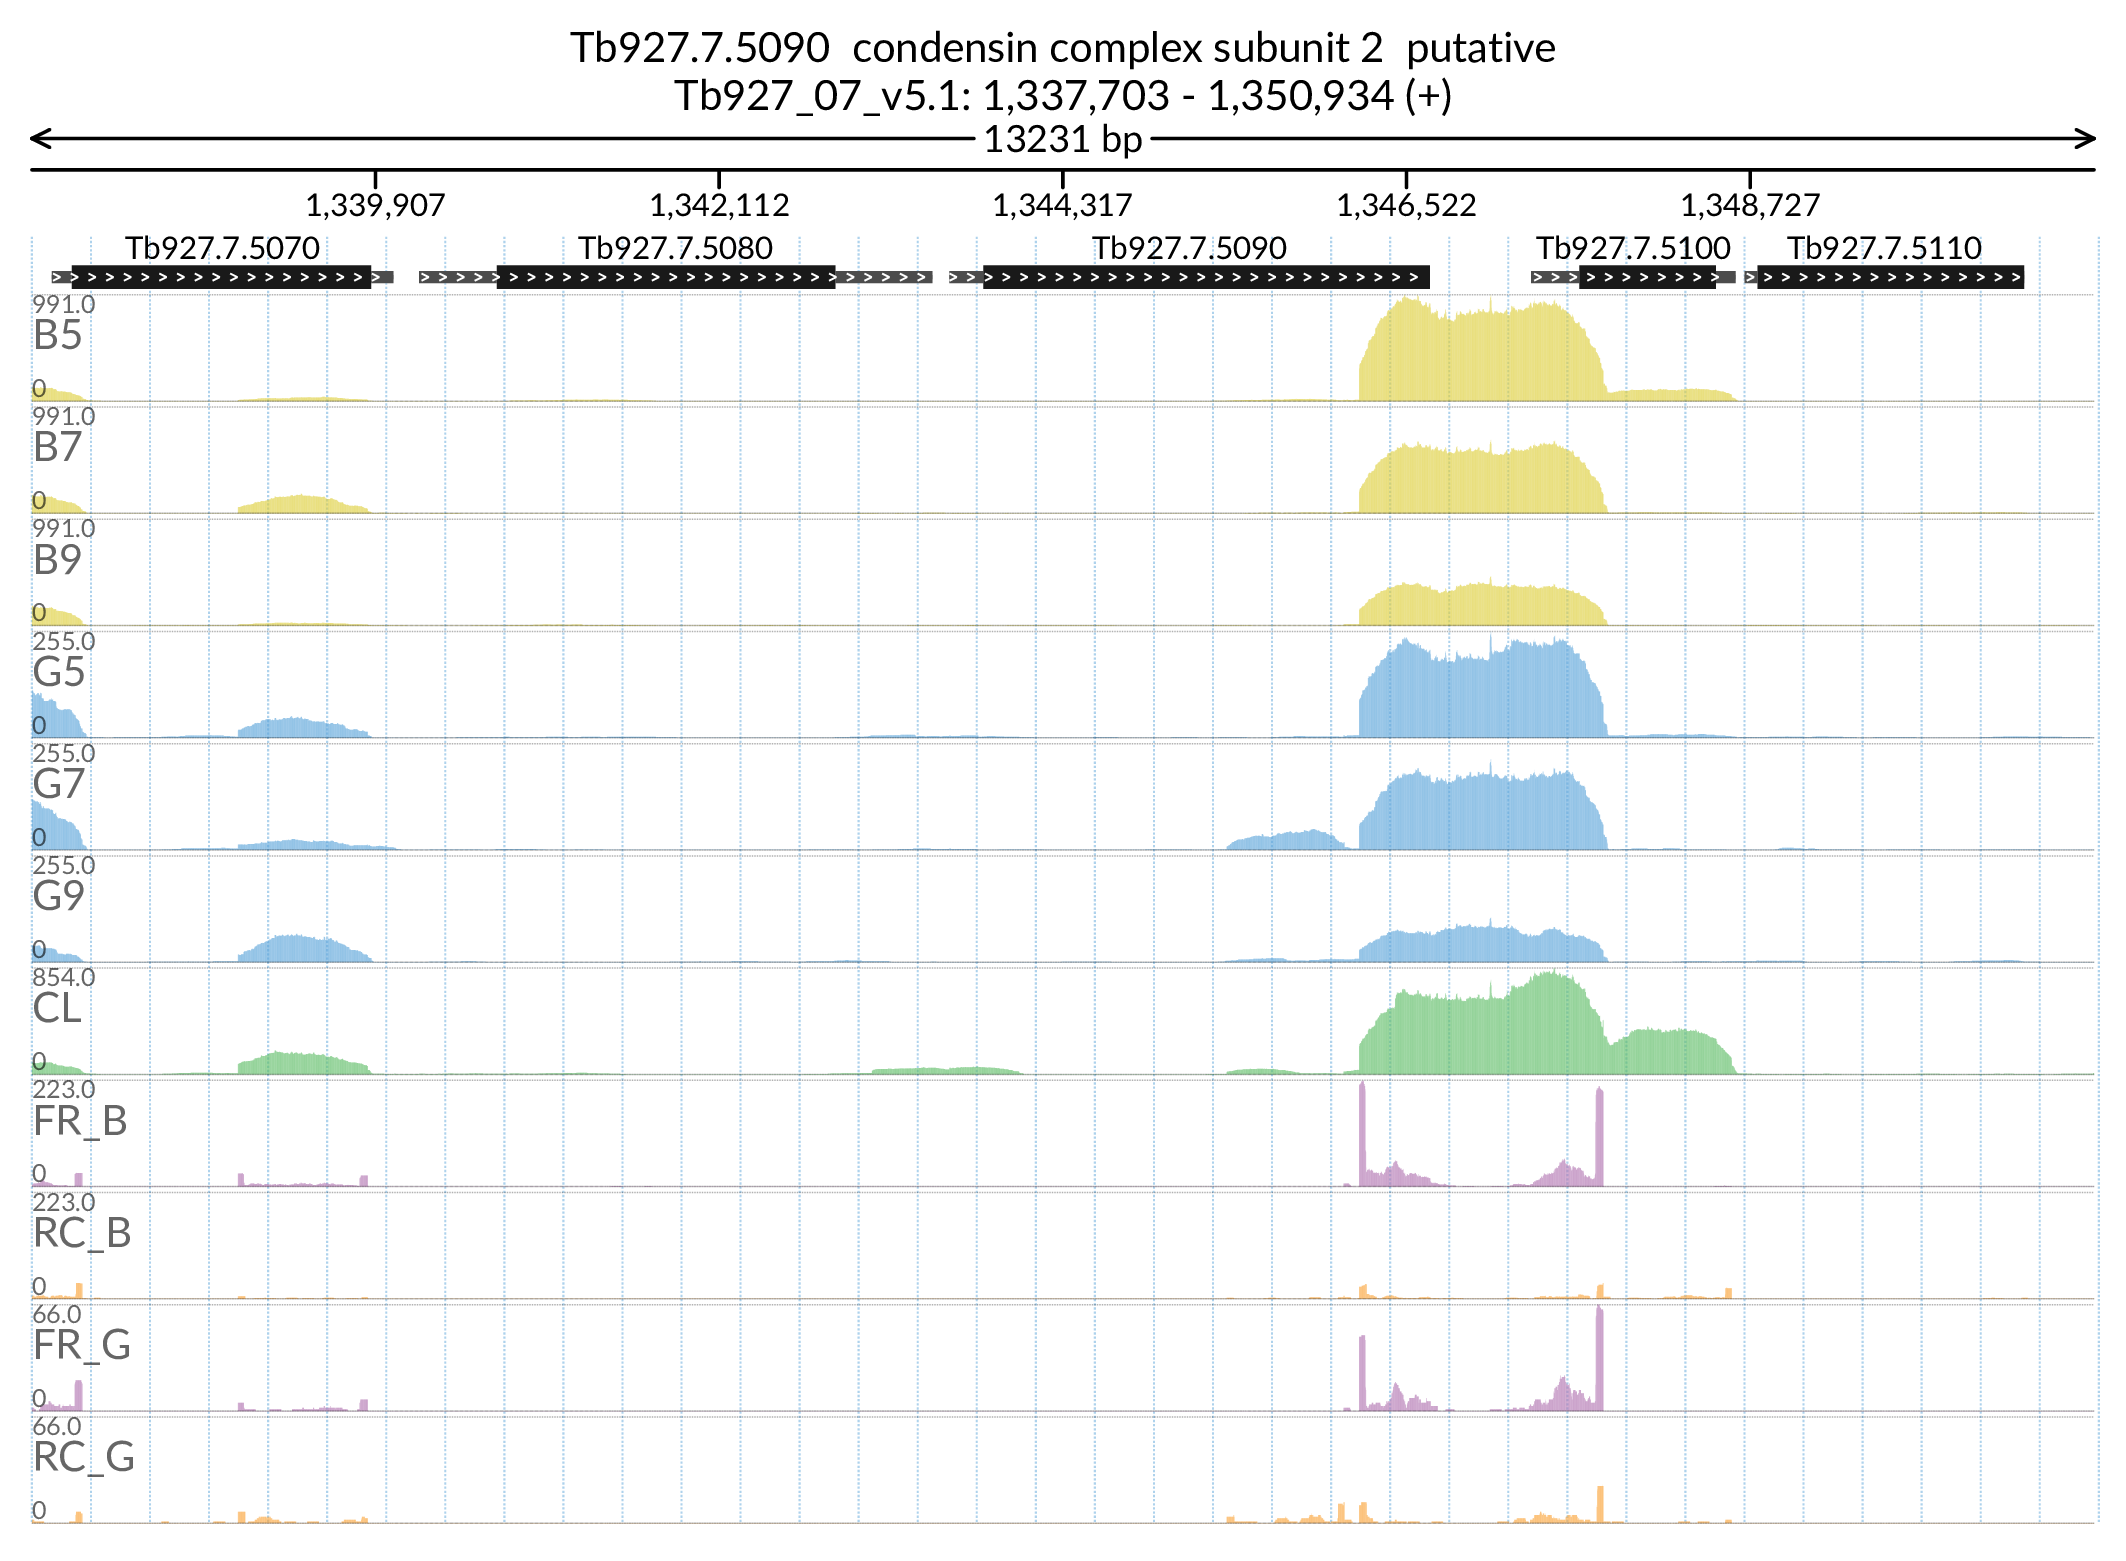 Tb927.7.5090 condensin complex subunit 2 putative
Tb927_07_v5.1: 1,337,703 - 1,350,934 (+)
13231 bp
1,339,907 1,342,112 1,344,317 1,346,522 1,348,727
Tb927.7.5070 Tb927.7.5080 Tb927.7.5090 Tb927.7.5100 Tb927.7.5110
991.0
B5
0
991.0
B7
0
991.0
B9
0
255.0
G5
0
255.0
G7
0
255.0
G9
0
854.0
CL
0
223.0
FR_B
0
223.0
RC_B
0
66.0
FR_G
0
66.0
RC_G
0